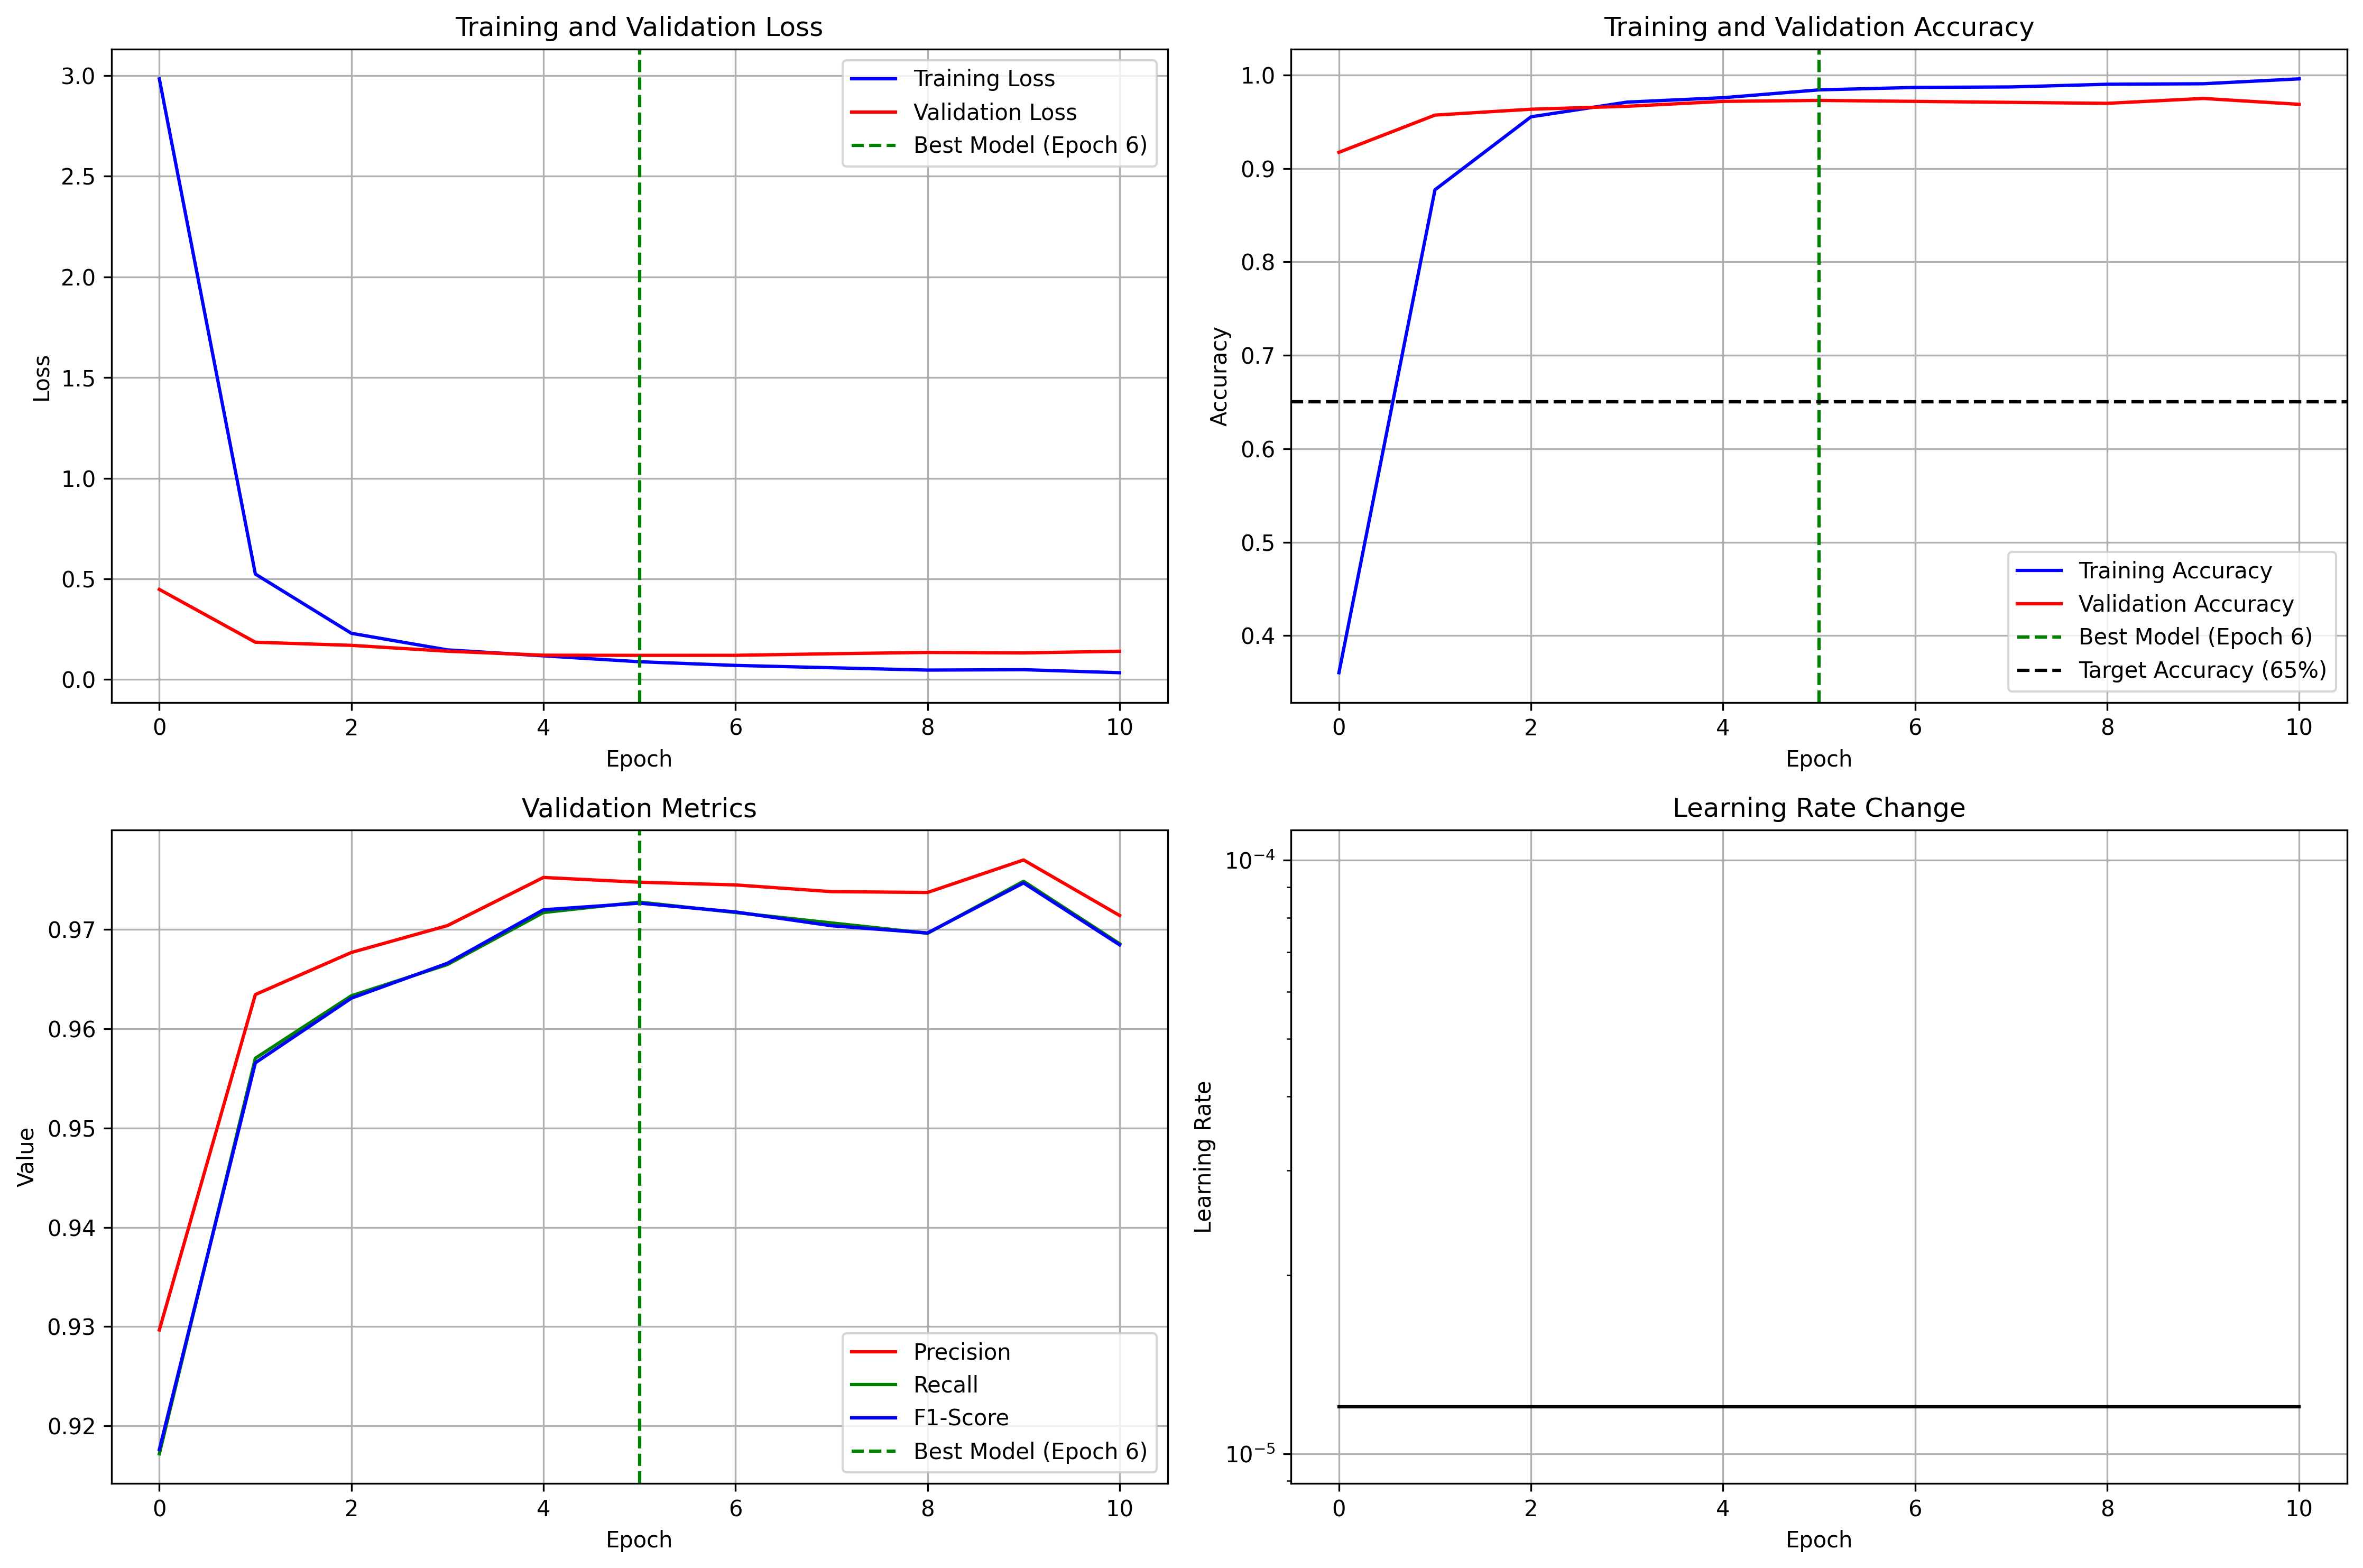 Training and Validation Loss
3.0
2.5
2.0
1.5
1.0
0.5
0.0
Loss
Training Loss
Validation Loss
Best Model (Epoch 6)
0 2 4 6 8 10
Epoch
Training and Validation Accuracy
1.0
0.9
0.8
0.7
0.6
0.5
0.4
Accuracy
Training Accuracy
Validation Accuracy
Best Model (Epoch 6)
Target Accuracy (65%)
0 2 4 6 8 10
Epoch
Validation Metrics
0.97
0.96
0.95
0.94
0.93
0.92
Value
Precision
Recall
F1-Score
Best Model (Epoch 6)
0 2 4 6 8 10
Epoch
Learning Rate Change
10⁻⁴
10⁻⁵
Learning Rate
0 2 4 6 8 10
Epoch